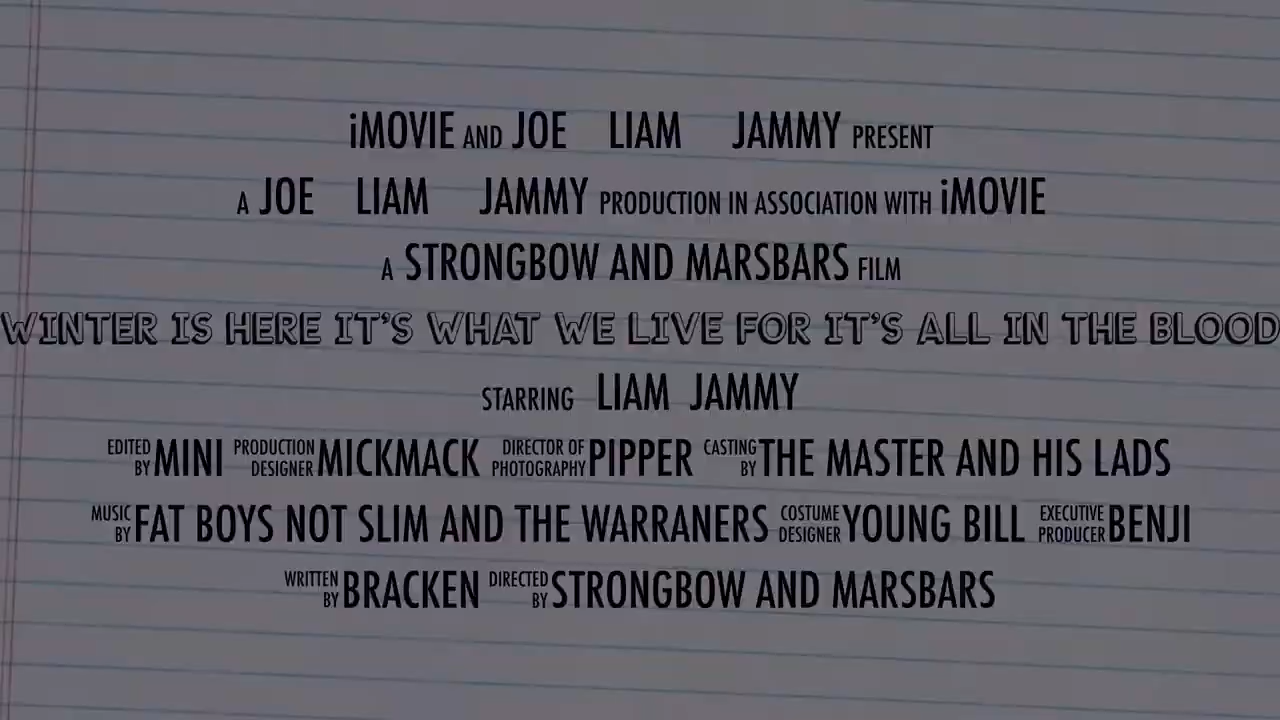 iMOVIE AND JOE LIAM JAMMY PRESENT
A JOE LIAM JAMMY PRODUCTION IN ASSOCIATION WITH iMOVIE
A STRONGBOW AND MARSBARS FILM
WINTER IS HERE IT'S WHAT WE LIVE FOR IT'S ALL IN THE BLOOD
STARRING LIAM JAMMY
EDITED BY MINI PRODUCTION DESIGNER MICKMACK DIRECTOR OF PHOTOGRAPHY PIPPER CASTING BY THE MASTER AND HIS LADS
MUSIC BY FAT BOYS NOT SLIM AND THE WARRANERS COSTUME DESIGNER YOUNG BILL EXECUTIVE PRODUCER BENJI
WRITTEN BY BRACKEN DIRECTED BY STRONGBOW AND MARSBARS